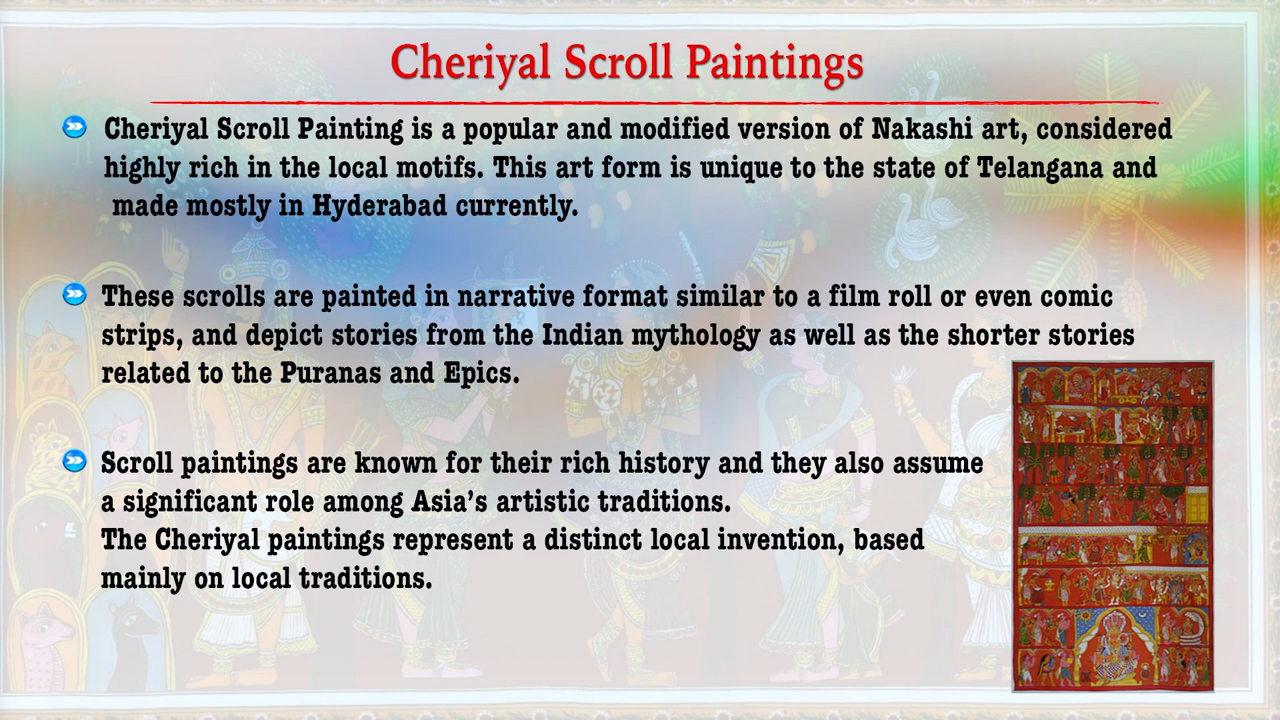 Cheriyal Scroll Paintings
Cheriyal Scroll Painting is a popular and modified version of Nakashi art, considered
highly rich in the local motifs. This art form is unique to the state of Telangana and
made mostly in Hyderabad currently.
These scrolls are painted in narrative format similar to a film roll or even comic
strips, and depict stories from the Indian mythology as well as the shorter stories
related to the Puranas and Epics.
Scroll paintings are known for their rich history and they also assume
a significant role among Asia’s artistic traditions.
The Cheriyal paintings represent a distinct local invention, based
mainly on local traditions.